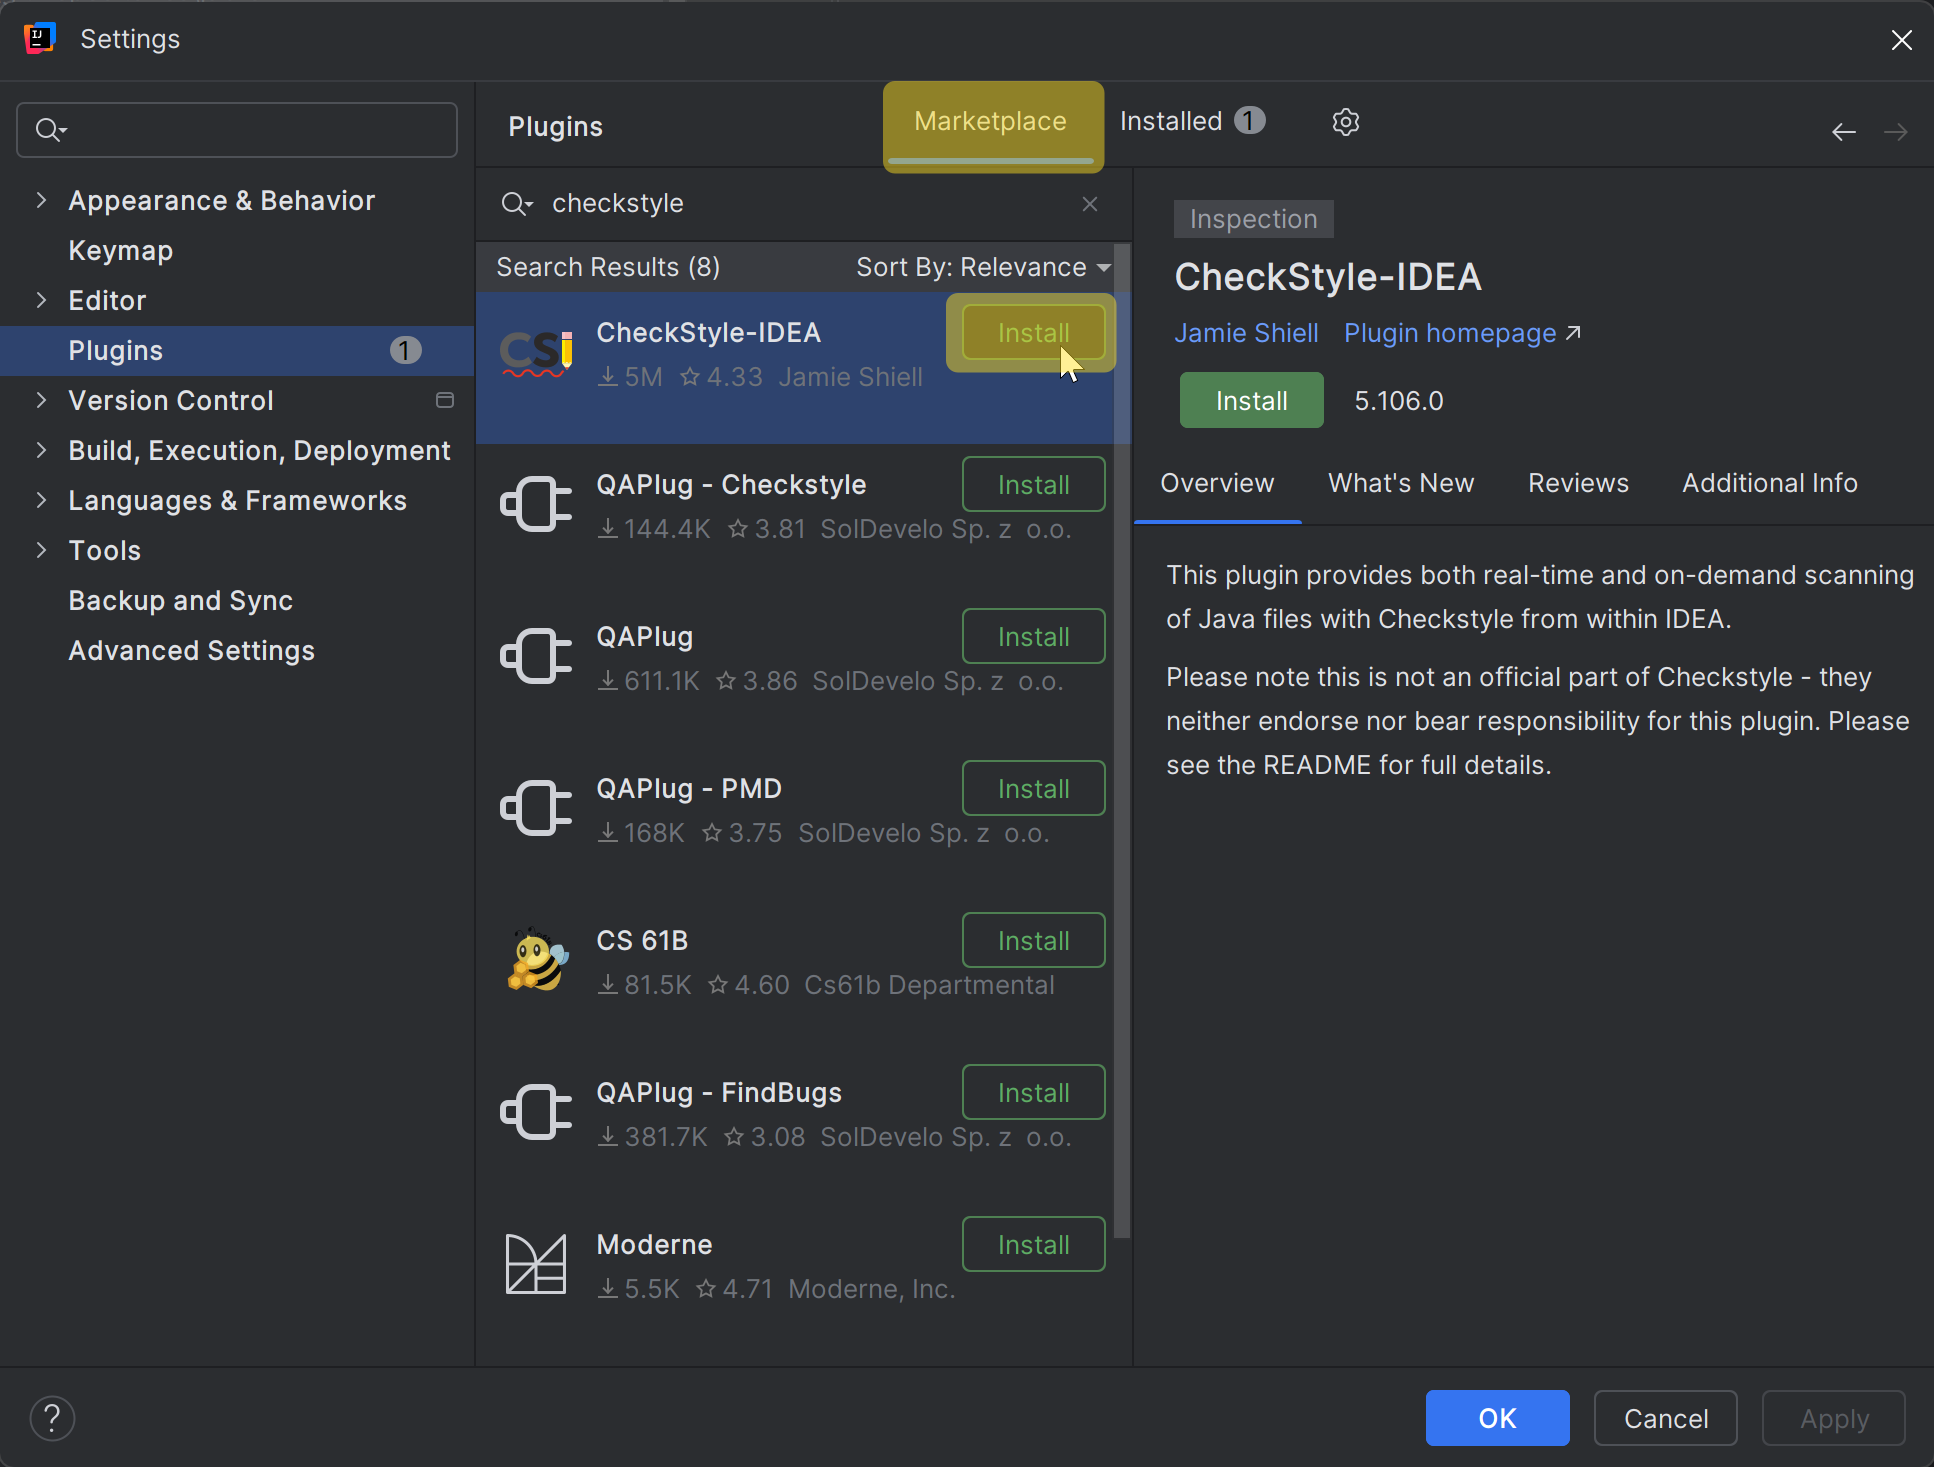 Settings
Appearance & Behavior
Keymap
Editor
Plugins 1
Version Control
Build, Execution, Deployment
Languages & Frameworks
Tools
Backup and Sync
Advanced Settings
Plugins
Marketplace
Installed 1
checkstyle
Search Results (8) Sort By: Relevance
CheckStyle-IDEA Install
5M 4.33 Jamie Shiell
QAPlug - Checkstyle Install
144.4K 3.81 SolDevelo Sp. z o.o.
QAPlug Install
611.1K 3.86 SolDevelo Sp. z o.o.
QAPlug - PMD Install
168K 3.75 SolDevelo Sp. z o.o.
CS 61B Install
81.5K 4.60 Cs61b Departmental
QAPlug - FindBugs Install
381.7K 3.08 SolDevelo Sp. z o.o.
Moderne Install
5.5K 4.71 Moderne, Inc.
Inspection
CheckStyle-IDEA
Jamie Shiell Plugin homepage
Install 5.106.0
Overview What's New Reviews Additional Info
This plugin provides both real-time and on-demand scanning
of Java files with Checkstyle from within IDEA.
Please note this is not an official part of Checkstyle - they
neither endorse nor bear responsibility for this plugin. Please
see the README for full details.
?
OK Cancel Apply